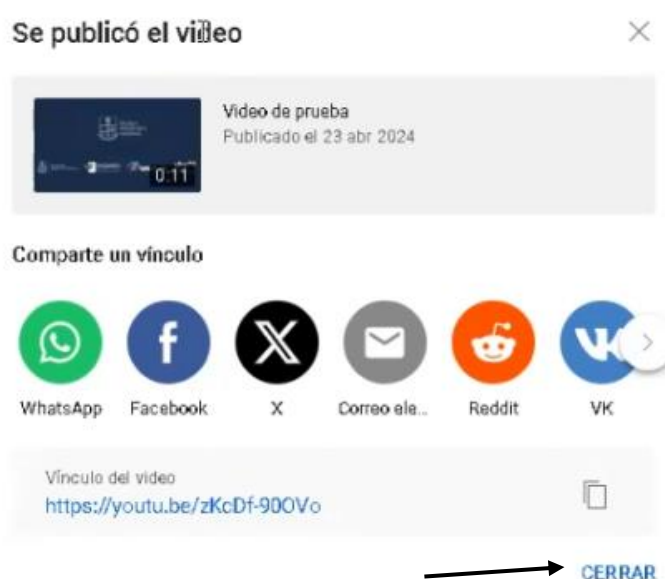 Se publicó el video
Video de prueba
Publicado el 23 abr 2024
0:11
Comparte un vínculo
WhatsApp
Facebook
X
Correo ele...
Reddit
VK
Vínculo del video
https://youtu.be/zKcDf-90OVo
CERRAR